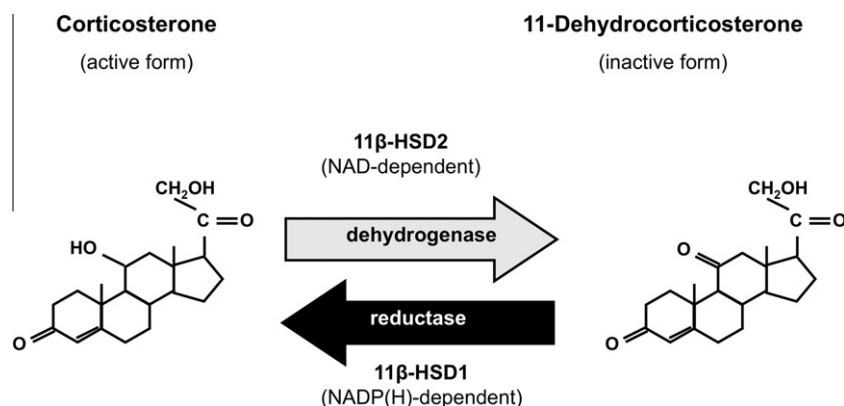 Corticosterone
(active form)
11-Dehydrocorticosterone
(inactive form)
11β-HSD2
(NAD-dependent)
CH₂OH
C = O
HO
O
dehydrogenase
reductase
11β-HSD1
(NADP(H)-dependent)
CH₂OH
C = O
O
O